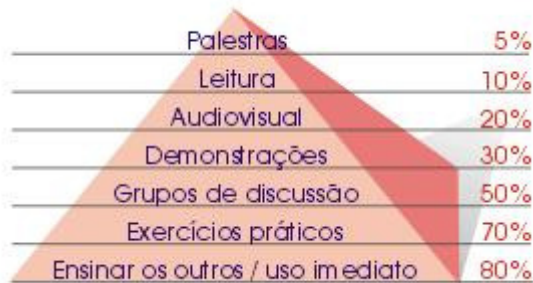 Palestras 5%
Leitura 10%
Audiovisual 20%
Demonstrações 30%
Grupos de discussão 50%
Exercícios práticos 70%
Ensinar os outros / uso imediato 80%